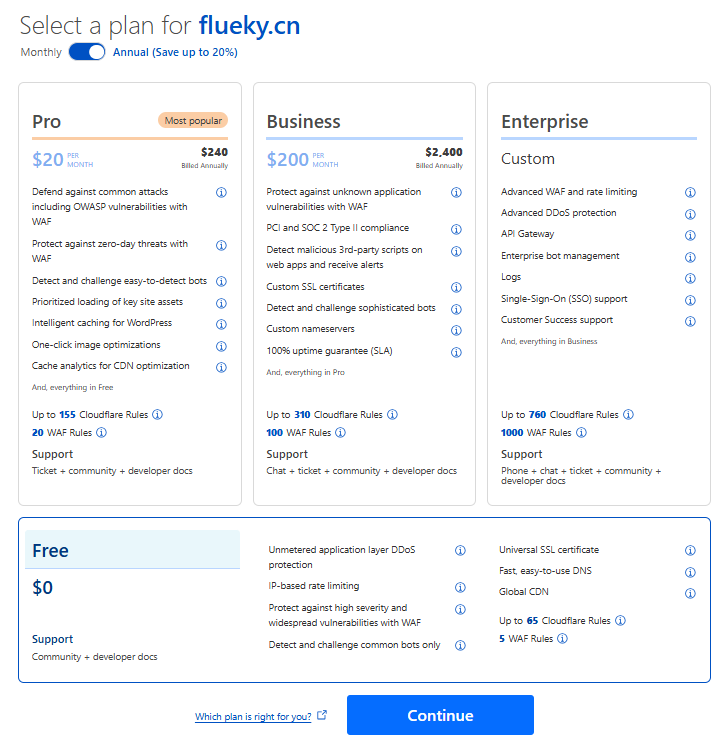 Select a plan for flueky.cn
Monthly Annual (Save up to 20%)
Pro Most popular
$20 PER MONTH $240 Billed Annually
Defend against common attacks
including OWASP vulnerabilities with
WAF
Protect against zero-day threats with
WAF
Detect and challenge easy-to-detect bots
Prioritized loading of key site assets
Intelligent caching for WordPress
One-click image optimizations
Cache analytics for CDN optimization
And, everything in Free
Up to 155 Cloudflare Rules
20 WAF Rules
Support
Ticket + community + developer docs
Business
$200 PER MONTH $2,400 Billed Annually
Protect against unknown application
vulnerabilities with WAF
PCI and SOC 2 Type II compliance
Detect malicious 3rd-party scripts on
web apps and receive alerts
Custom SSL certificates
Detect and challenge sophisticated bots
Custom nameservers
100% uptime guarantee (SLA)
And, everything in Pro
Up to 310 Cloudflare Rules
100 WAF Rules
Support
Chat + ticket + community + developer docs
Enterprise
Custom
Advanced WAF and rate limiting
Advanced DDoS protection
API Gateway
Enterprise bot management
Logs
Single-Sign-On (SSO) support
Customer Success support
And, everything in Business
Up to 760 Cloudflare Rules
1000 WAF Rules
Support
Phone + chat + ticket + community +
developer docs
Free
$0
Support
Community + developer docs
Unmetered application layer DDoS
protection
IP-based rate limiting
Protect against high severity and
widespread vulnerabilities with WAF
Detect and challenge common bots only
Universal SSL certificate
Fast, easy-to-use DNS
Global CDN
Up to 65 Cloudflare Rules
5 WAF Rules
Which plan is right for you?
Continue